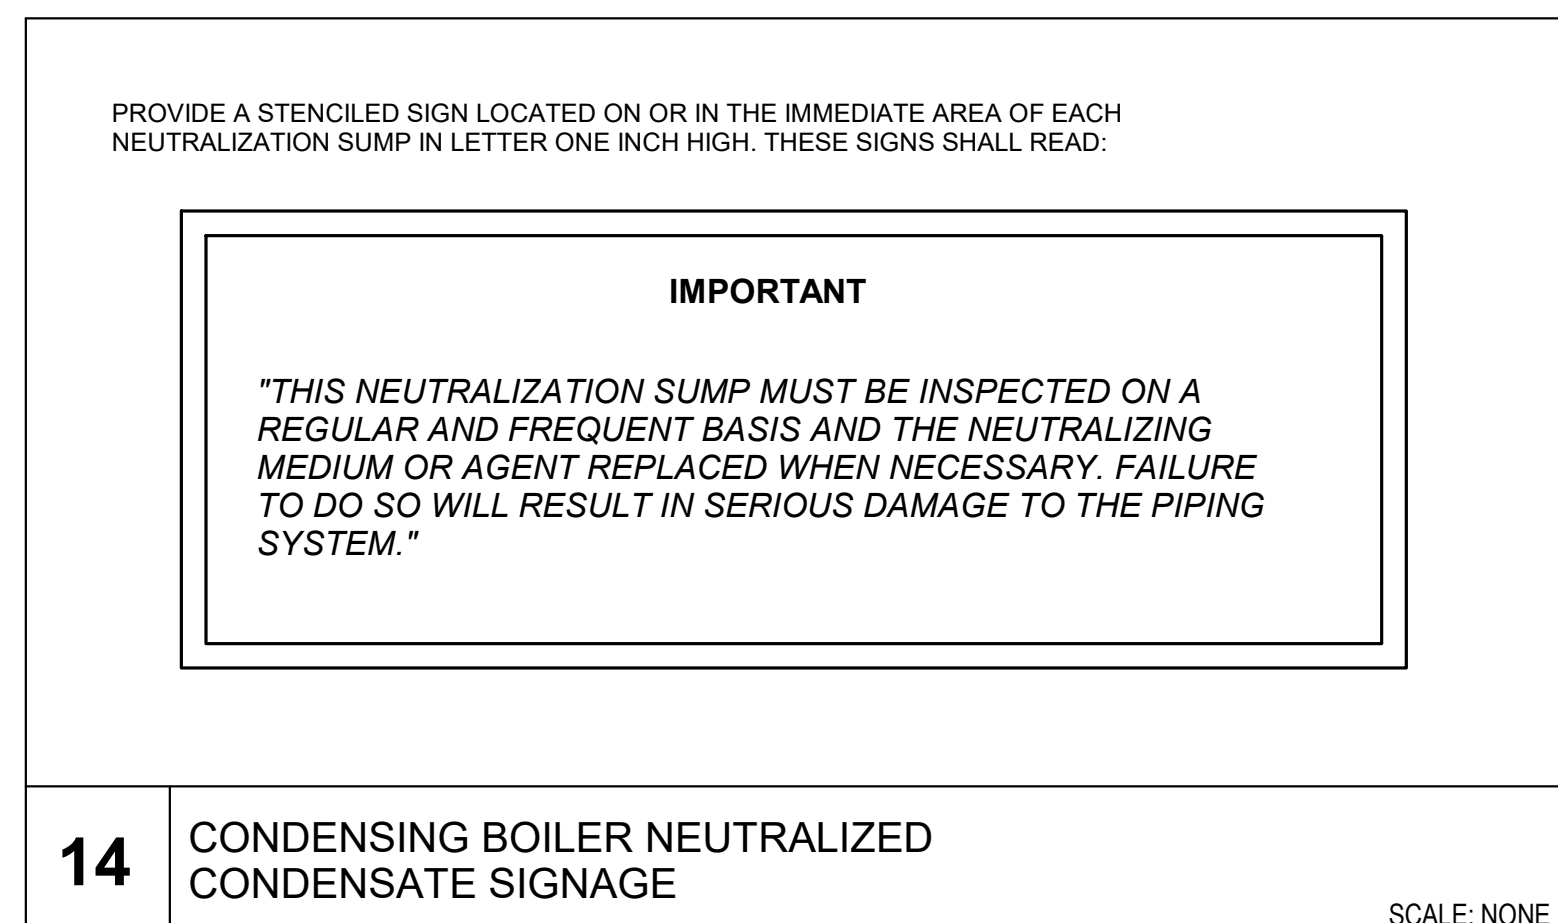 PROVIDE A STENCILED SIGN LOCATED ON OR IN THE IMMEDIATE AREA OF EACH
NEUTRALIZATION SUMP IN LETTER ONE INCH HIGH. THESE SIGNS SHALL READ:
IMPORTANT
"THIS NEUTRALIZATION SUMP MUST BE INSPECTED ON A
REGULAR AND FREQUENT BASIS AND THE NEUTRALIZING
MEDIUM OR AGENT REPLACED WHEN NECESSARY. FAILURE
TO DO SO WILL RESULT IN SERIOUS DAMAGE TO THE PIPING
SYSTEM."
14
CONDENSING BOILER NEUTRALIZED
CONDENSATE SIGNAGE
SCALE: NONE